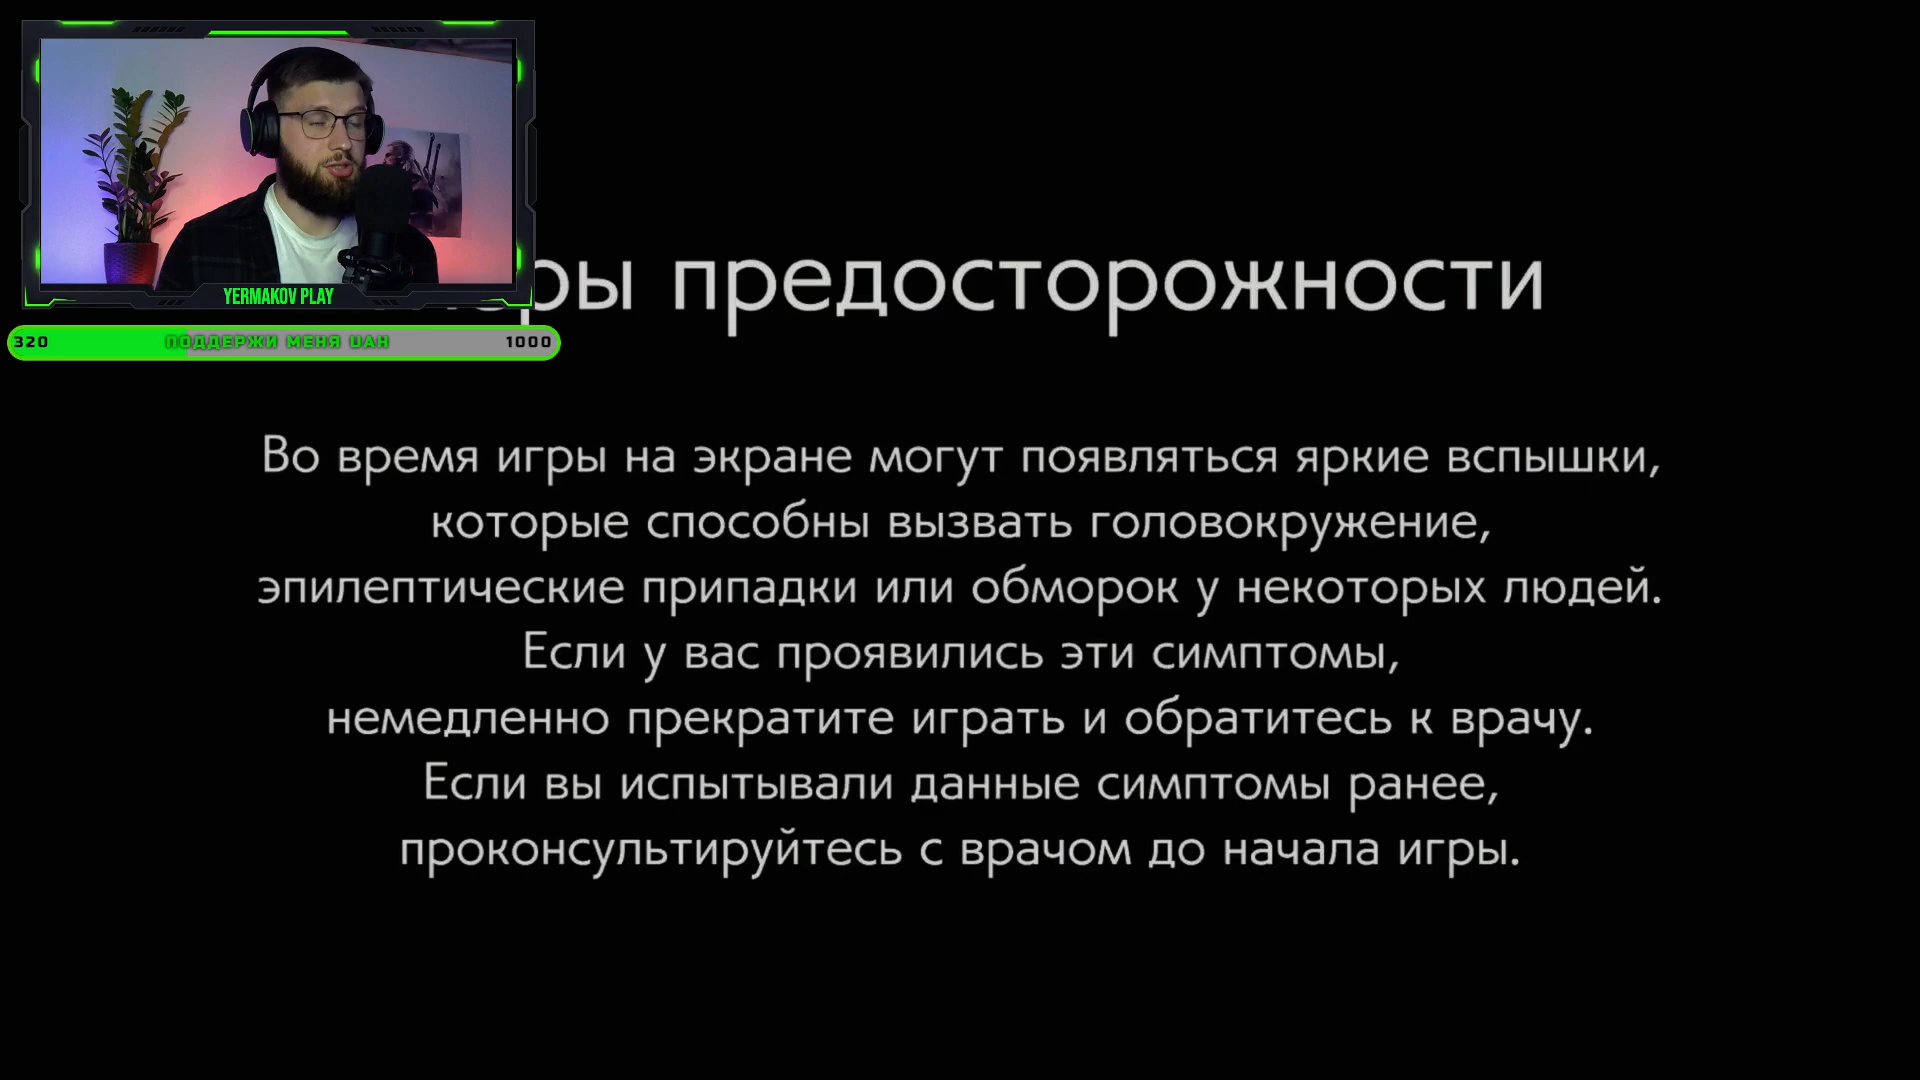 YERMAKOV PLAY
320 ПОДДЕРЖИ МЕНЯ UAH 1000
предосторожности
Во время игры на экране могут появляться яркие вспышки,
которые способны вызвать головокружение,
эпилептические припадки или обморок у некоторых людей.
Если у вас проявились эти симптомы,
немедленно прекратите играть и обратитесь к врачу.
Если вы испытывали данные симптомы ранее,
проконсультируйтесь с врачом до начала игры.